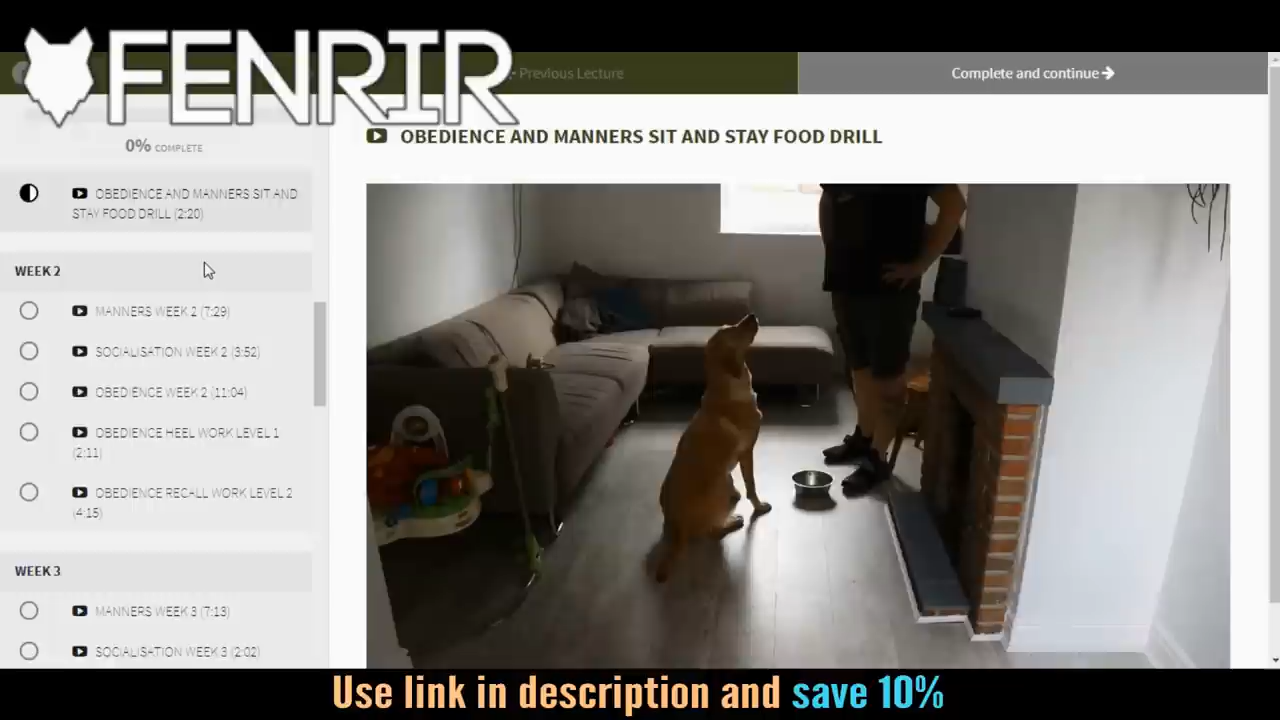 FENRIR
Previous Lecture
Complete and continue
OBEDIENCE AND MANNERS SIT AND STAY FOOD DRILL
0% COMPLETE
OBEDIENCE AND MANNERS SIT AND
STAY FOOD DRILL (2:20)
WEEK 2
MANNERS WEEK 2 (7:29)
SOCIALISATION WEEK 2 (3:52)
OBEDIENCE WEEK 2 (11:04)
OBEDIENCE HEEL WORK LEVEL 1
(2:11)
OBEDIENCE RECALL WORK LEVEL 2
(4:15)
WEEK 3
MANNERS WEEK 3 (7:13)
SOCIALISATION WEEK 3 (2:02)
Use link in description and save 10%